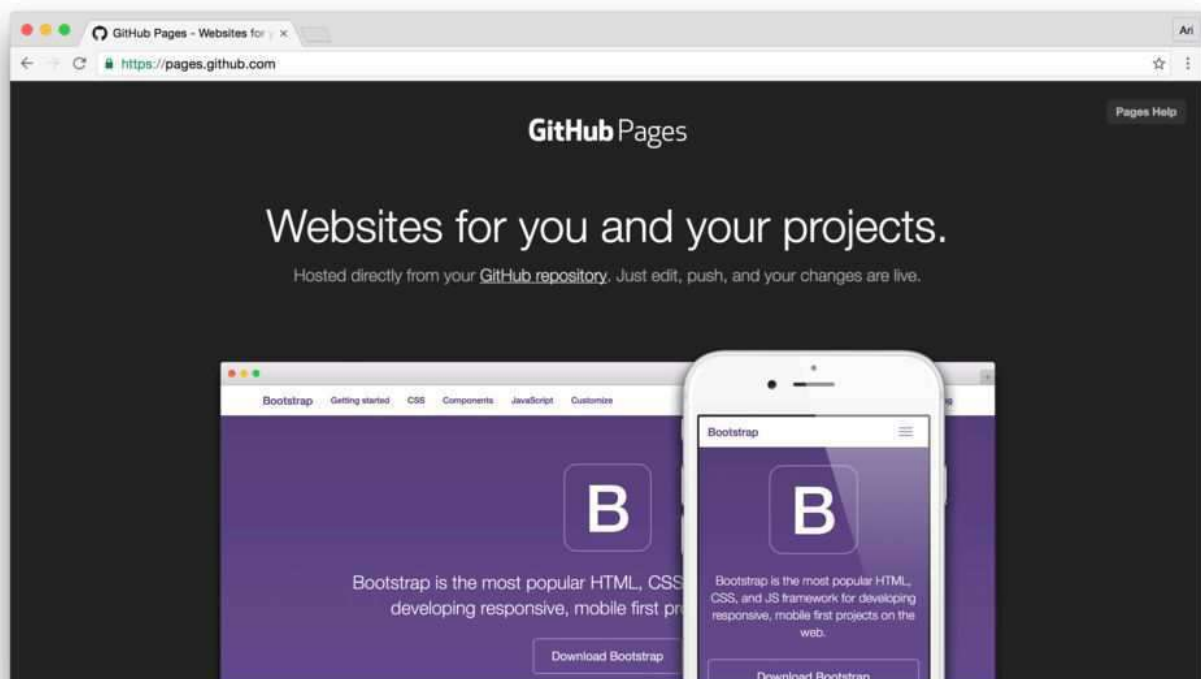 GitHub Pages - Websites for y
Ari
https://pages.github.com
GitHub Pages
Pages Help
Websites for you and your projects.
Hosted directly from your GitHub repository. Just edit, push, and your changes are live.
Bootstrap Getting started CSS Components JavaScript Customize
B
Bootstrap is the most popular HTML, CSS
developing responsive, mobile first pr
Download Bootstrap
Bootstrap
B
Bootstrap is the most popular HTML,
CSS, and JS framework for developing
responsive, mobile first projects on the
web.
Download Bootstrap